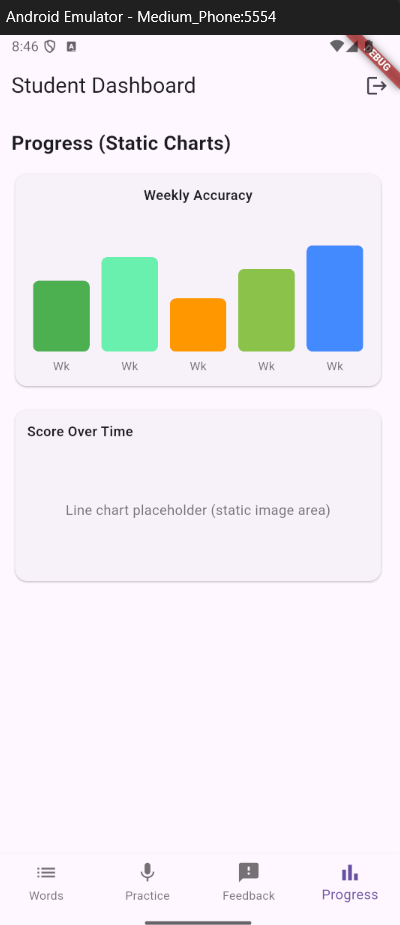 Android Emulator - Medium_Phone:5554
8:46
A
DEBUG
Student Dashboard
Progress (Static Charts)
Weekly Accuracy
Wk Wk Wk Wk Wk
Score Over Time
Line chart placeholder (static image area)
Words Practice Feedback Progress